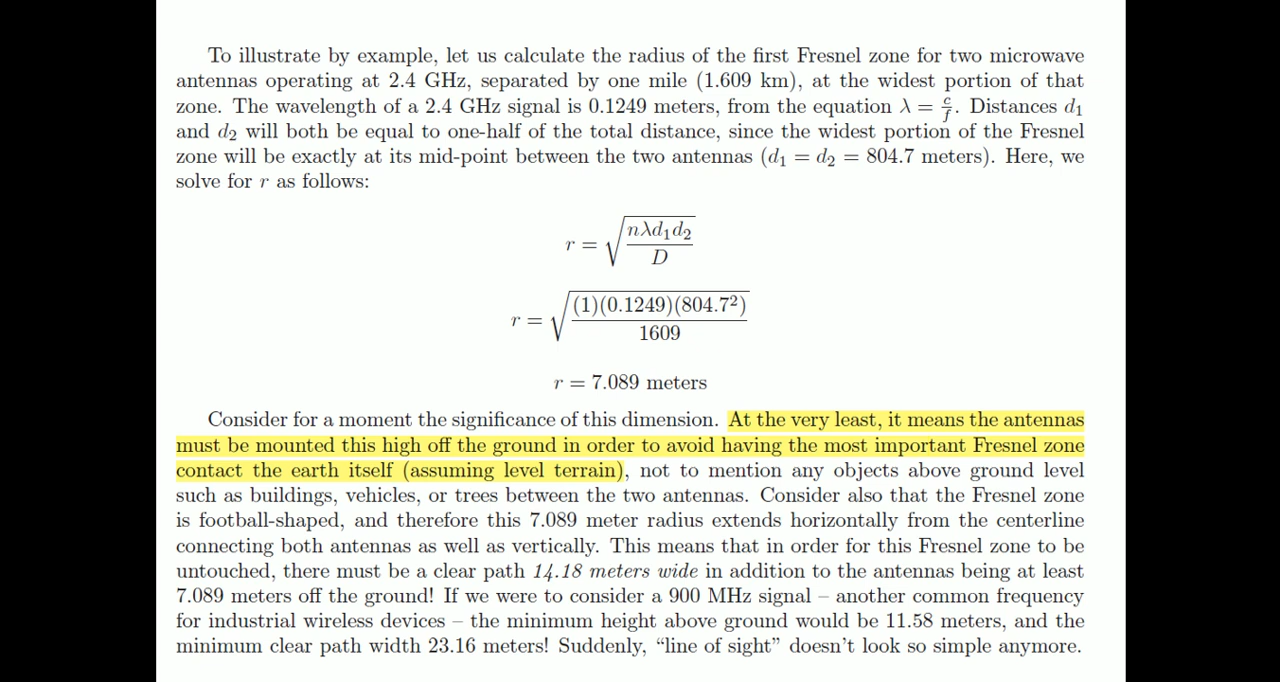 To illustrate by example, let us calculate the radius of the first Fresnel zone for two microwave
antennas operating at 2.4 GHz, separated by one mile (1.609 km), at the widest portion of that
zone. The wavelength of a 2.4 GHz signal is 0.1249 meters, from the equation λ = c/f. Distances d₁
and d₂ will both be equal to one-half of the total distance, since the widest portion of the Fresnel
zone will be exactly at its mid-point between the two antennas (d₁ = d₂ = 804.7 meters). Here, we
solve for r as follows:
r = √(nλd₁d₂/D)
r = √((1)(0.1249)(804.7²)/1609)
r = 7.089 meters
Consider for a moment the significance of this dimension. At the very least, it means the antennas
must be mounted this high off the ground in order to avoid having the most important Fresnel zone
contact the earth itself (assuming level terrain), not to mention any objects above ground level
such as buildings, vehicles, or trees between the two antennas. Consider also that the Fresnel zone
is football-shaped, and therefore this 7.089 meter radius extends horizontally from the centerline
connecting both antennas as well as vertically. This means that in order for this Fresnel zone to be
untouched, there must be a clear path 14.18 meters wide in addition to the antennas being at least
7.089 meters off the ground! If we were to consider a 900 MHz signal – another common frequency
for industrial wireless devices – the minimum height above ground would be 11.58 meters, and the
minimum clear path width 23.16 meters! Suddenly, “line of sight” doesn’t look so simple anymore.